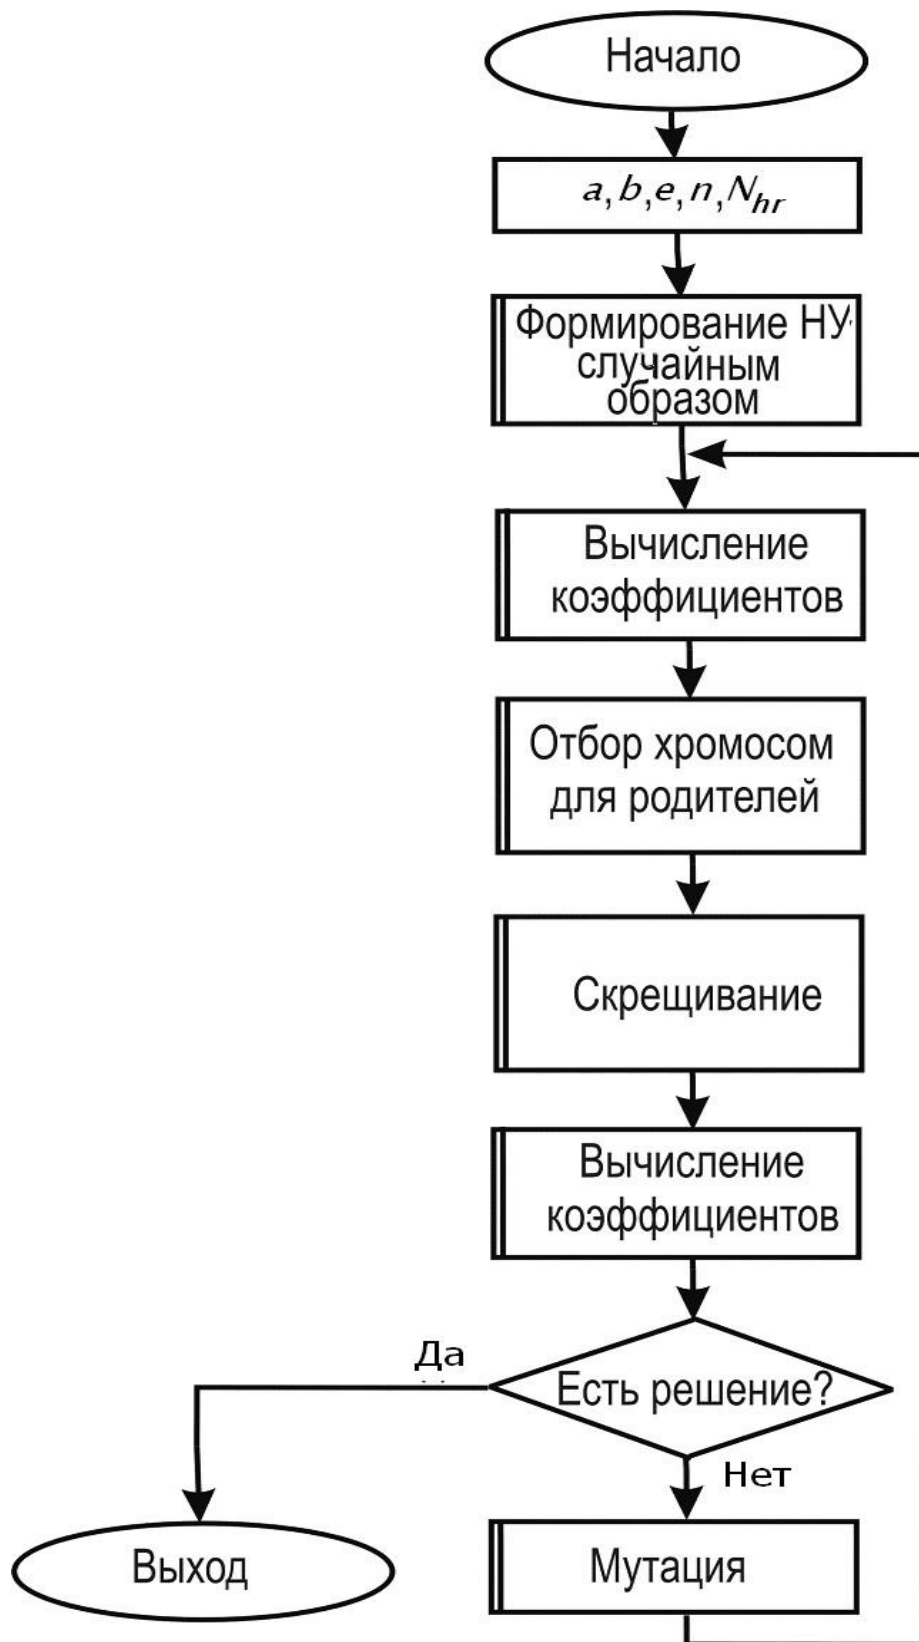 Начало
a, b, e, n, N_hr
Формирование НУ
случайным
образом
Вычисление
коэффициентов
Отбор хромосом
для родителей
Скрещивание
Вычисление
коэффициентов
Да
Есть решение?
Нет
Выход
Мутация